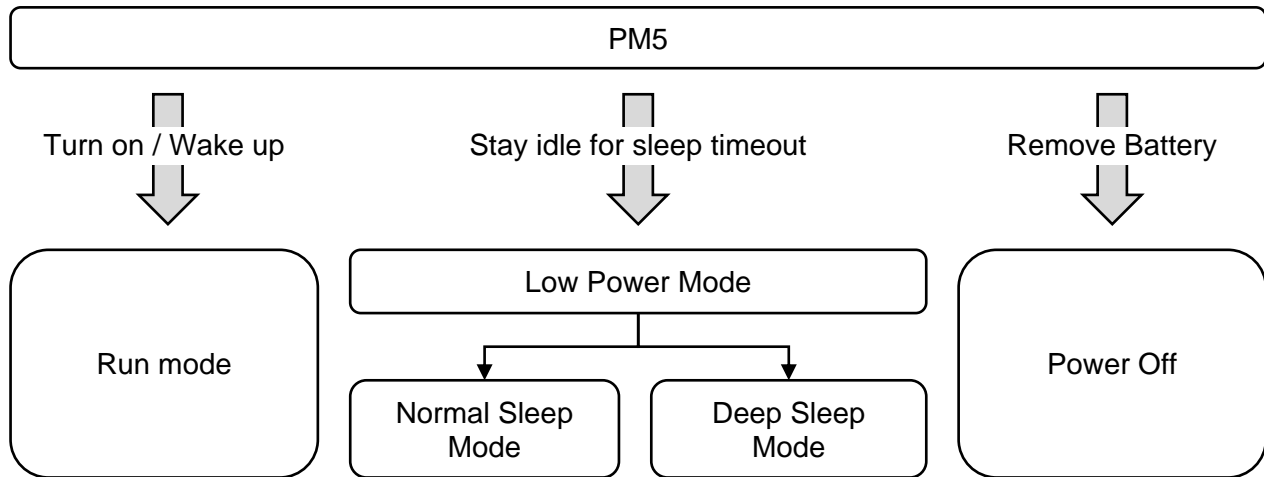 PM5
Turn on / Wake up
Stay idle for sleep timeout
Remove Battery
Run mode
Low Power Mode
Normal Sleep
Mode
Deep Sleep
Mode
Power Off